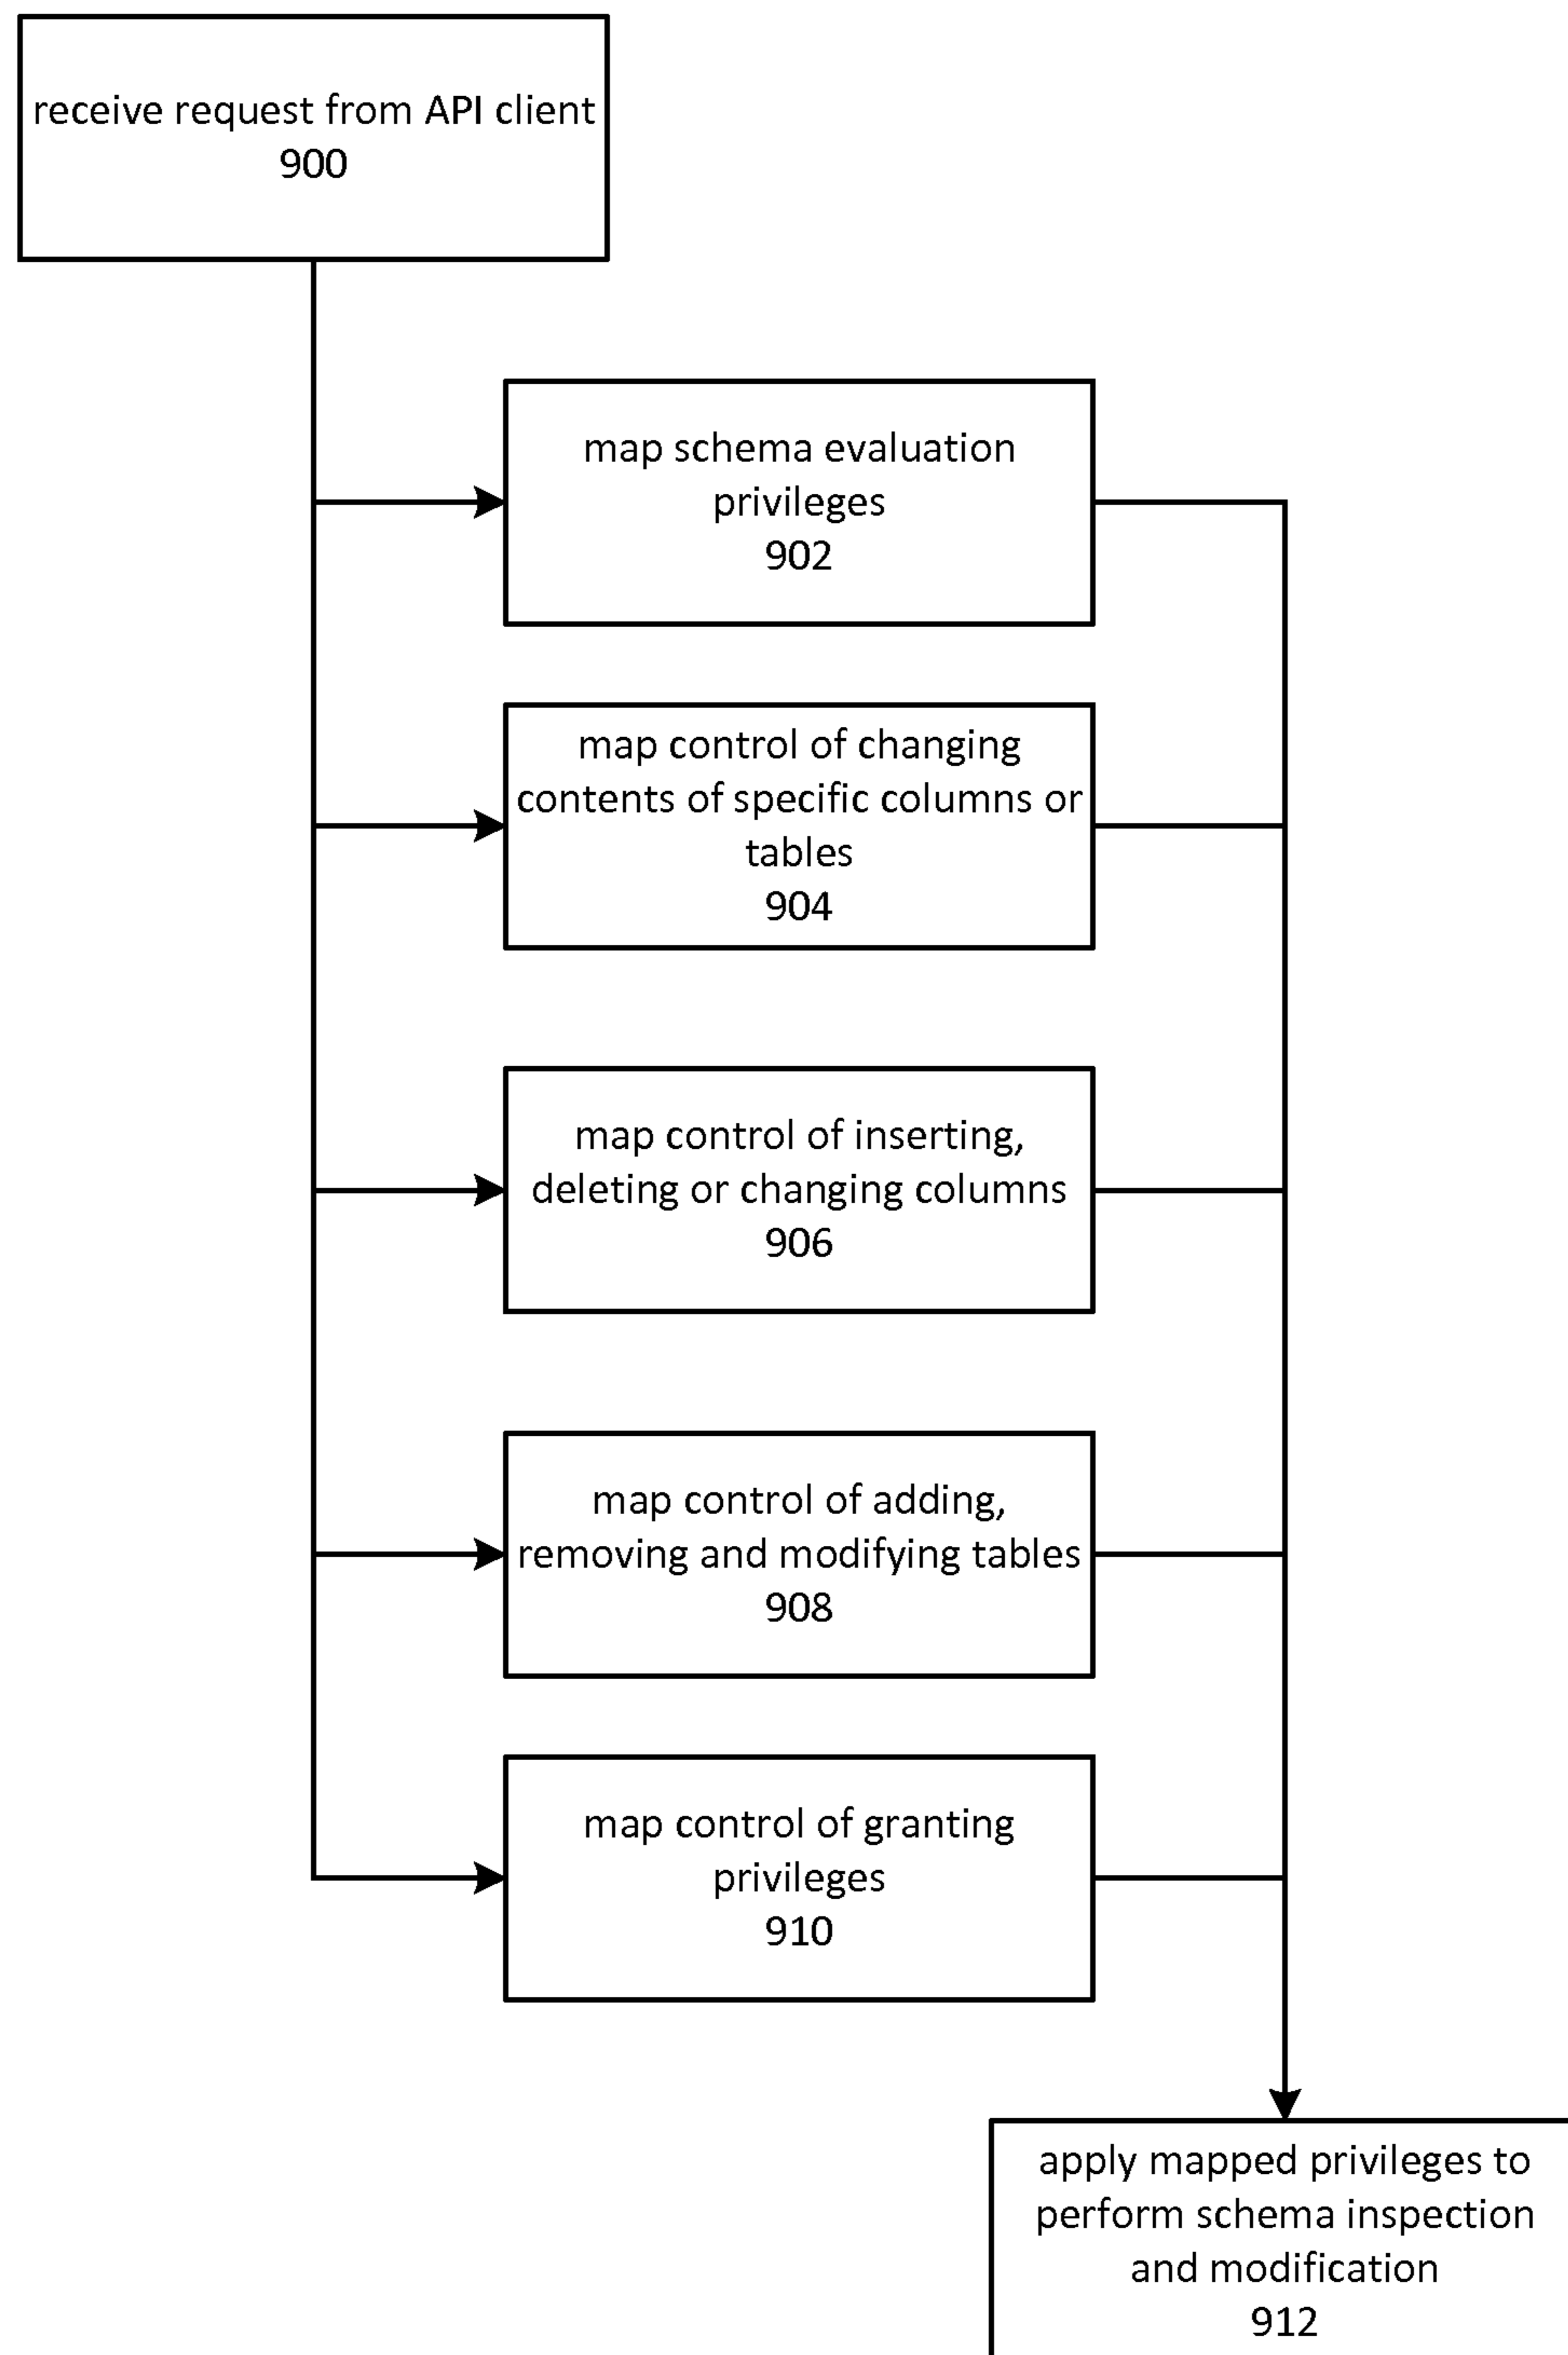 receive request from API client
900
map schema evaluation
privileges
902
map control of changing
contents of specific columns or
tables
904
map control of inserting,
deleting or changing columns
906
map control of adding,
removing and modifying tables
908
map control of granting
privileges
910
apply mapped privileges to
perform schema inspection
and modification
912